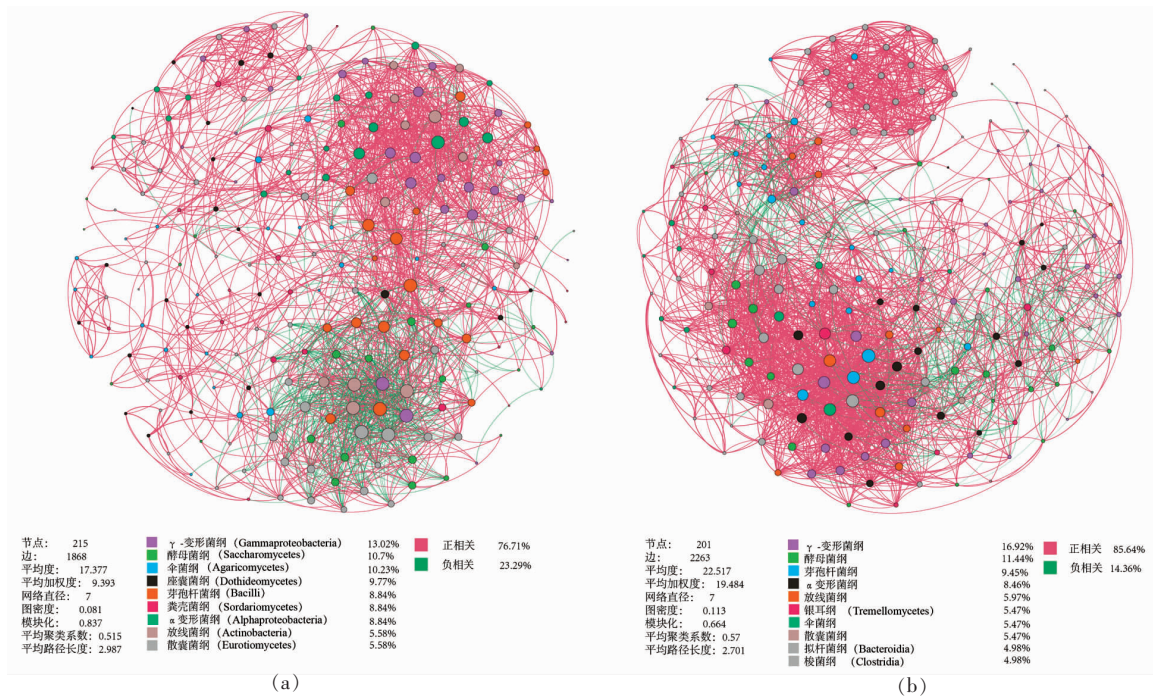 节点: 215
边: 1868
平均度: 17.377
平均加权度: 9.393
网络直径: 7
图密度: 0.081
模块化: 0.837
平均聚类系数: 0.515
平均路径长度: 2.987
γ-变形菌纲 (Gammaproteobacteria) 13.02%
酵母菌纲 (Saccharomycetes) 10.7%
伞菌纲 (Agaricomycetes) 10.23%
座囊菌纲 (Dothideomycetes) 9.77%
芽孢杆菌纲 (Bacilli) 8.84%
粪壳菌纲 (Sordariomycetes) 8.84%
α变形菌纲 (Alphaproteobacteria) 8.84%
放线菌纲 (Actinobacteria) 5.58%
散囊菌纲 (Eurotiomycetes) 5.58%
正相关 76.71%
负相关 23.29%
(a)
节点: 201
边: 2263
平均度: 22.517
平均加权度: 19.484
网络直径: 7
图密度: 0.113
模块化: 0.664
平均聚类系数: 0.57
平均路径长度: 2.701
γ-变形菌纲 16.92%
酵母菌纲 11.44%
芽孢杆菌纲 9.45%
α变形菌纲 8.46%
放线菌纲 5.97%
银耳纲 (Tremellomycetes) 5.47%
伞菌纲 5.47%
散囊菌纲 5.47%
拟杆菌纲 (Bacteroidia) 4.98%
梭菌纲 (Clostridia) 4.98%
正相关 85.64%
负相关 14.36%
(b)